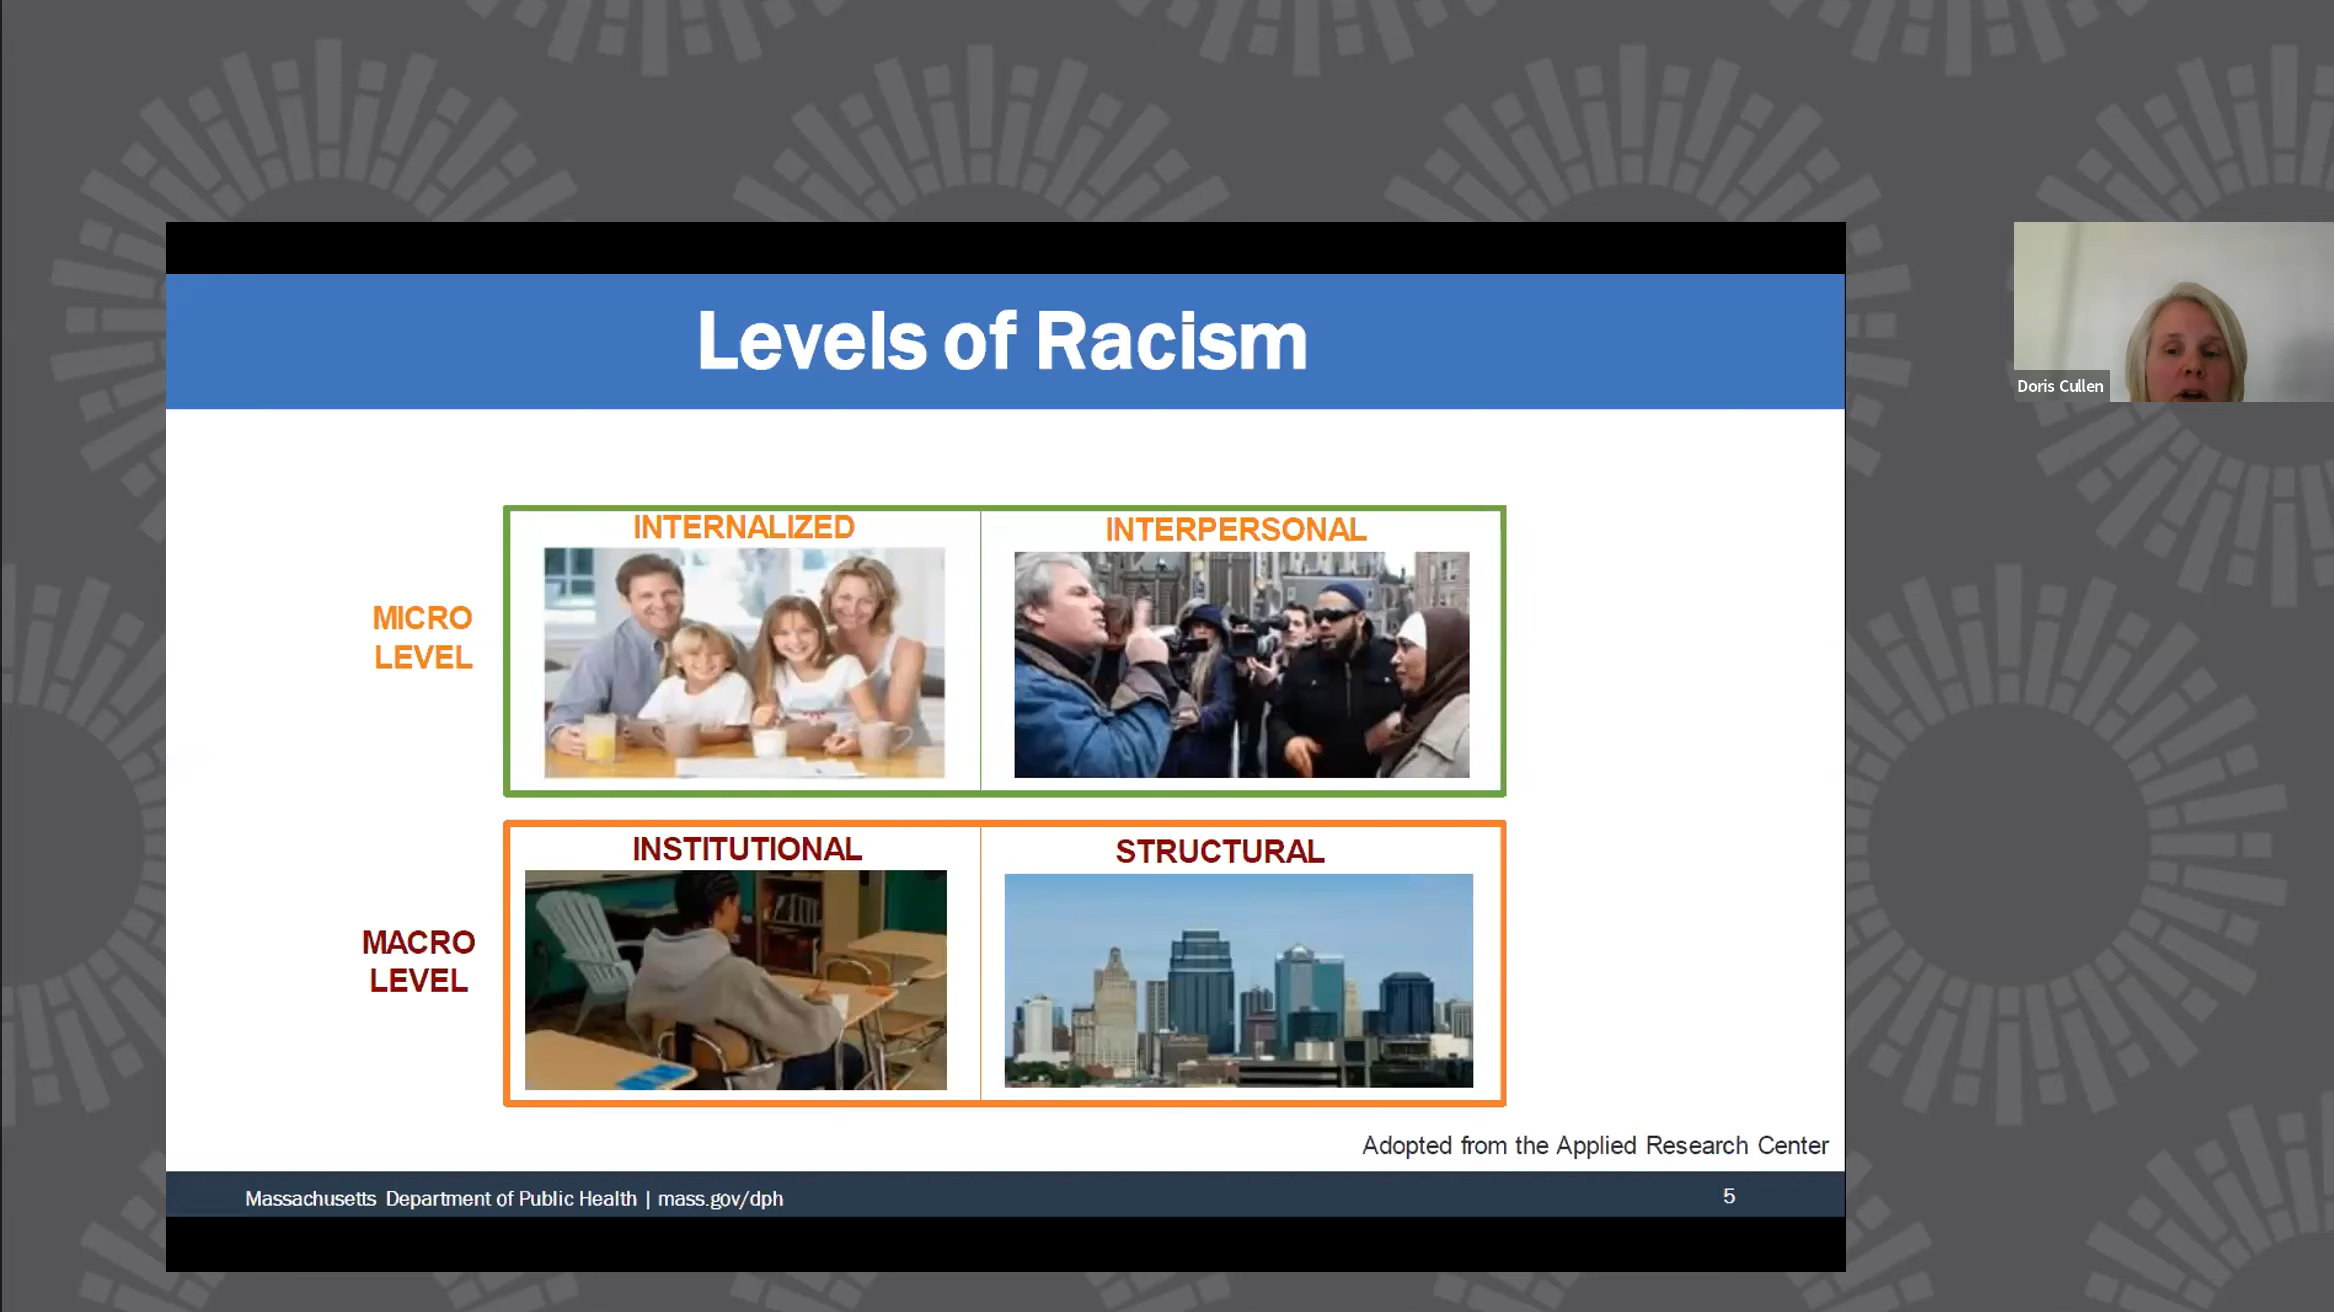 Levels of Racism
Doris Cullen
INTERNALIZED
INTERPERSONAL
MICRO
LEVEL
INSTITUTIONAL
STRUCTURAL
MACRO
LEVEL
Adopted from the Applied Research Center
Massachusetts Department of Public Health | mass.gov/dph
5